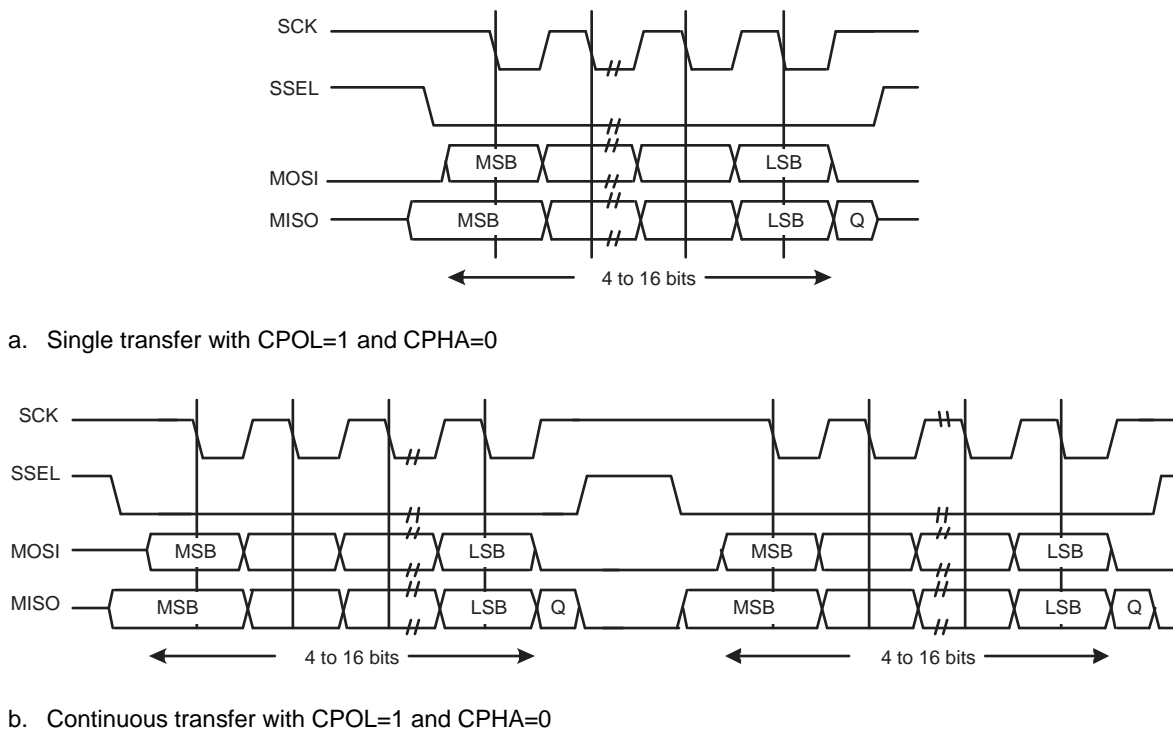 SCK
SSEL
MOSI MSB LSB
MISO MSB LSB Q
4 to 16 bits
a. Single transfer with CPOL=1 and CPHA=0
SCK
SSEL
MOSI MSB LSB MSB LSB
MISO MSB LSB Q MSB LSB Q
4 to 16 bits 4 to 16 bits
b. Continuous transfer with CPOL=1 and CPHA=0